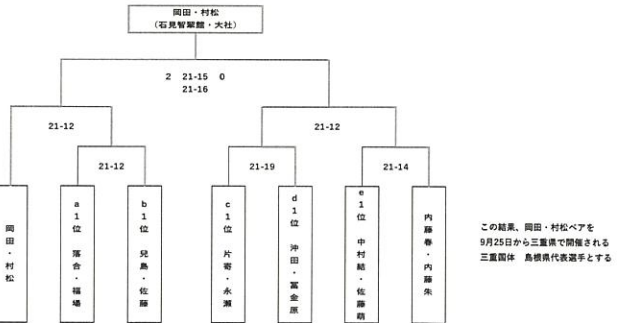 岡田・村松
(石見智翠館・大社)
2 21-15 0
21-16
21-12
21-12
21-12
21-19
21-14
岡田・村松
a1位 落合・福場
b1位 兒島・佐藤
c1位 片寄・永瀬
d1位 沖田・冨金原
e1位 中村結・佐藤萌
内藤春・内藤朱
この結果、岡田・村松ペアを
9月25日から三重県で開催される
三重国体 島根県代表選手とする